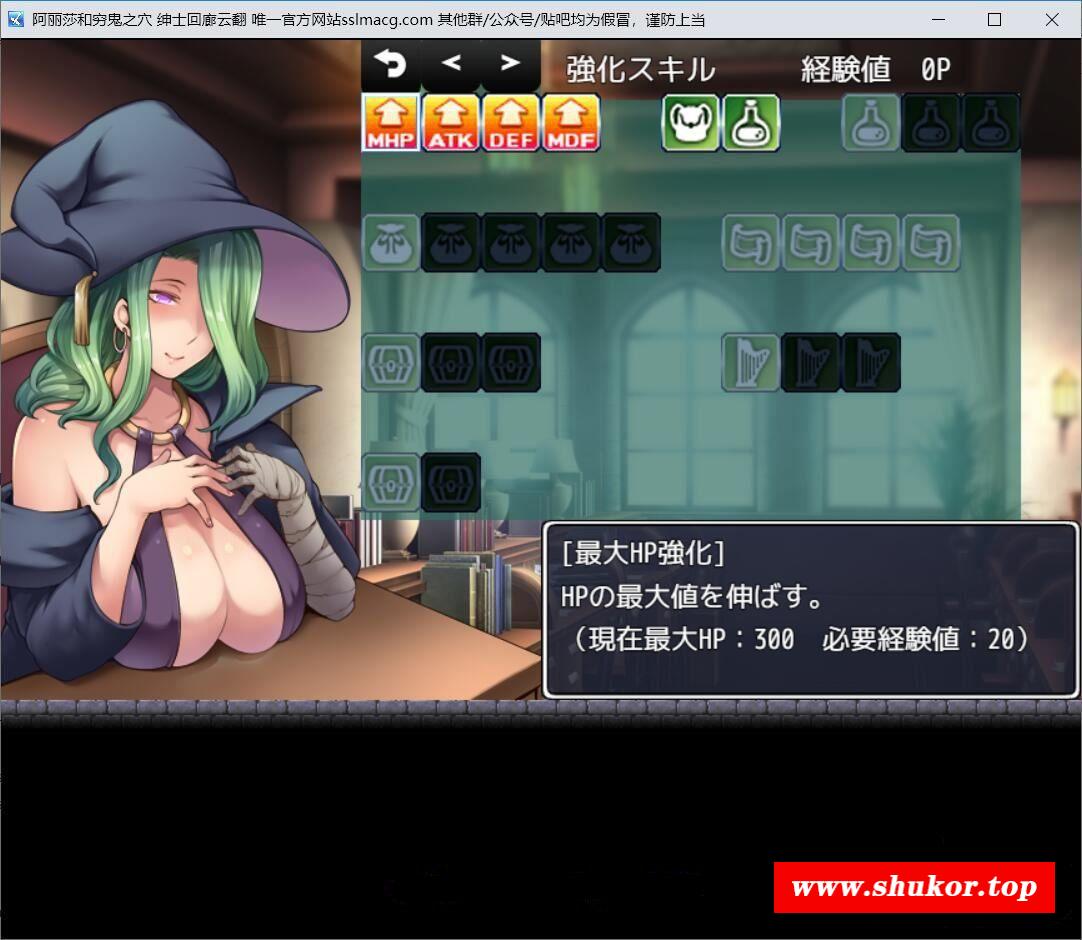 阿丽莎和穷鬼之穴 绅士回廊云翻 唯一官方网站sslmacg.com 其他群/公众号/贴吧均为假冒，谨防上当
強化スキル 経験値 0P
MHP ATK DEF MDF
[最大HP強化]
HPの最大値を伸ばす。
（現在最大HP：300 必要経験値：20）
www.shukor.top